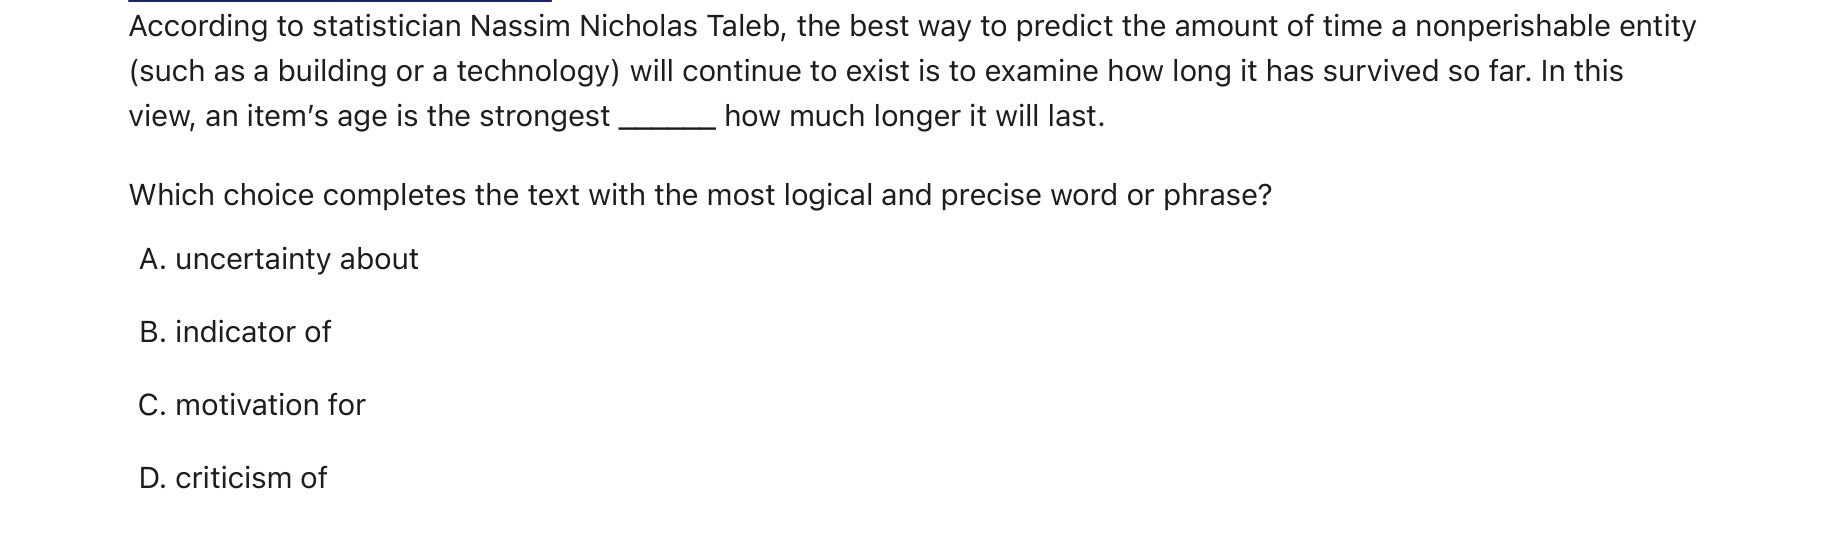 According to statistician Nassim Nicholas Taleb, the best way to predict the amount of time a nonperishable entity
(such as a building or a technology) will continue to exist is to examine how long it has survived so far. In this
view, an item’s age is the strongest ______ how much longer it will last.
Which choice completes the text with the most logical and precise word or phrase?
A. uncertainty about
B. indicator of
C. motivation for
D. criticism of